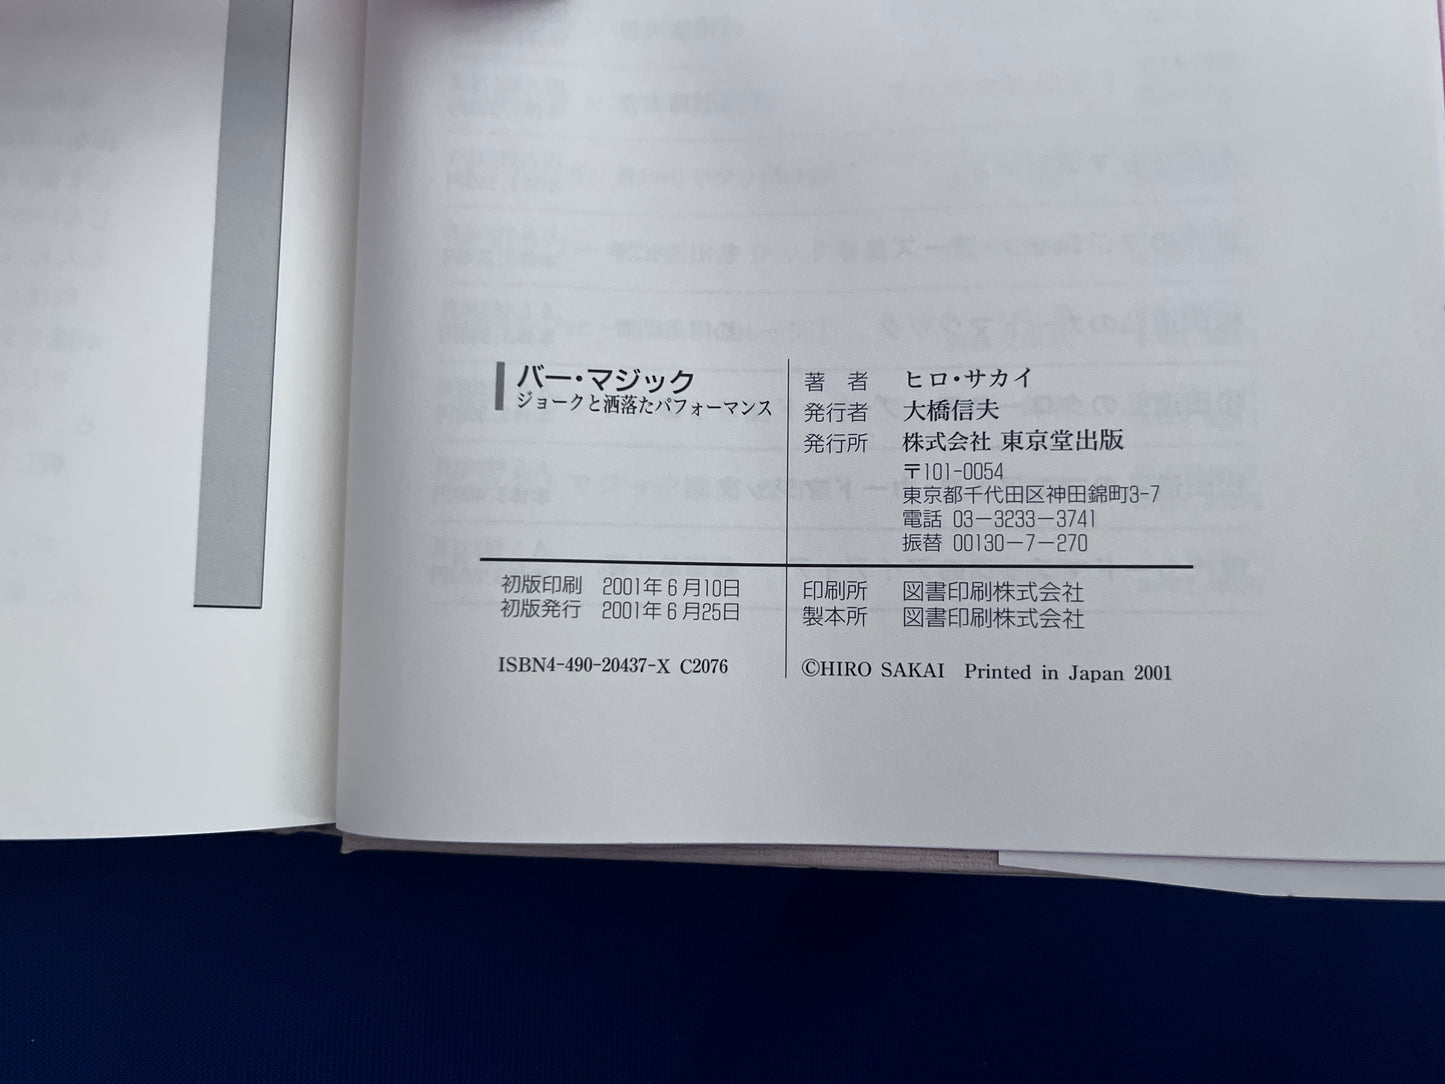 バー・マジック
ジョークと洒落たパフォーマンス
著　者　ヒロ・サカイ
発行者　大橋信夫
発行所　株式会社 東京堂出版
〒101-0054
東京都千代田区神田錦町3-7
電話 03-3233-3741
振替 00130-7-270
初版印刷　2001年6月10日
初版発行　2001年6月25日
印刷所　図書印刷株式会社
製本所　図書印刷株式会社
ISBN4-490-20437-X C2076
©HIRO SAKAI　Printed in Japan 2001